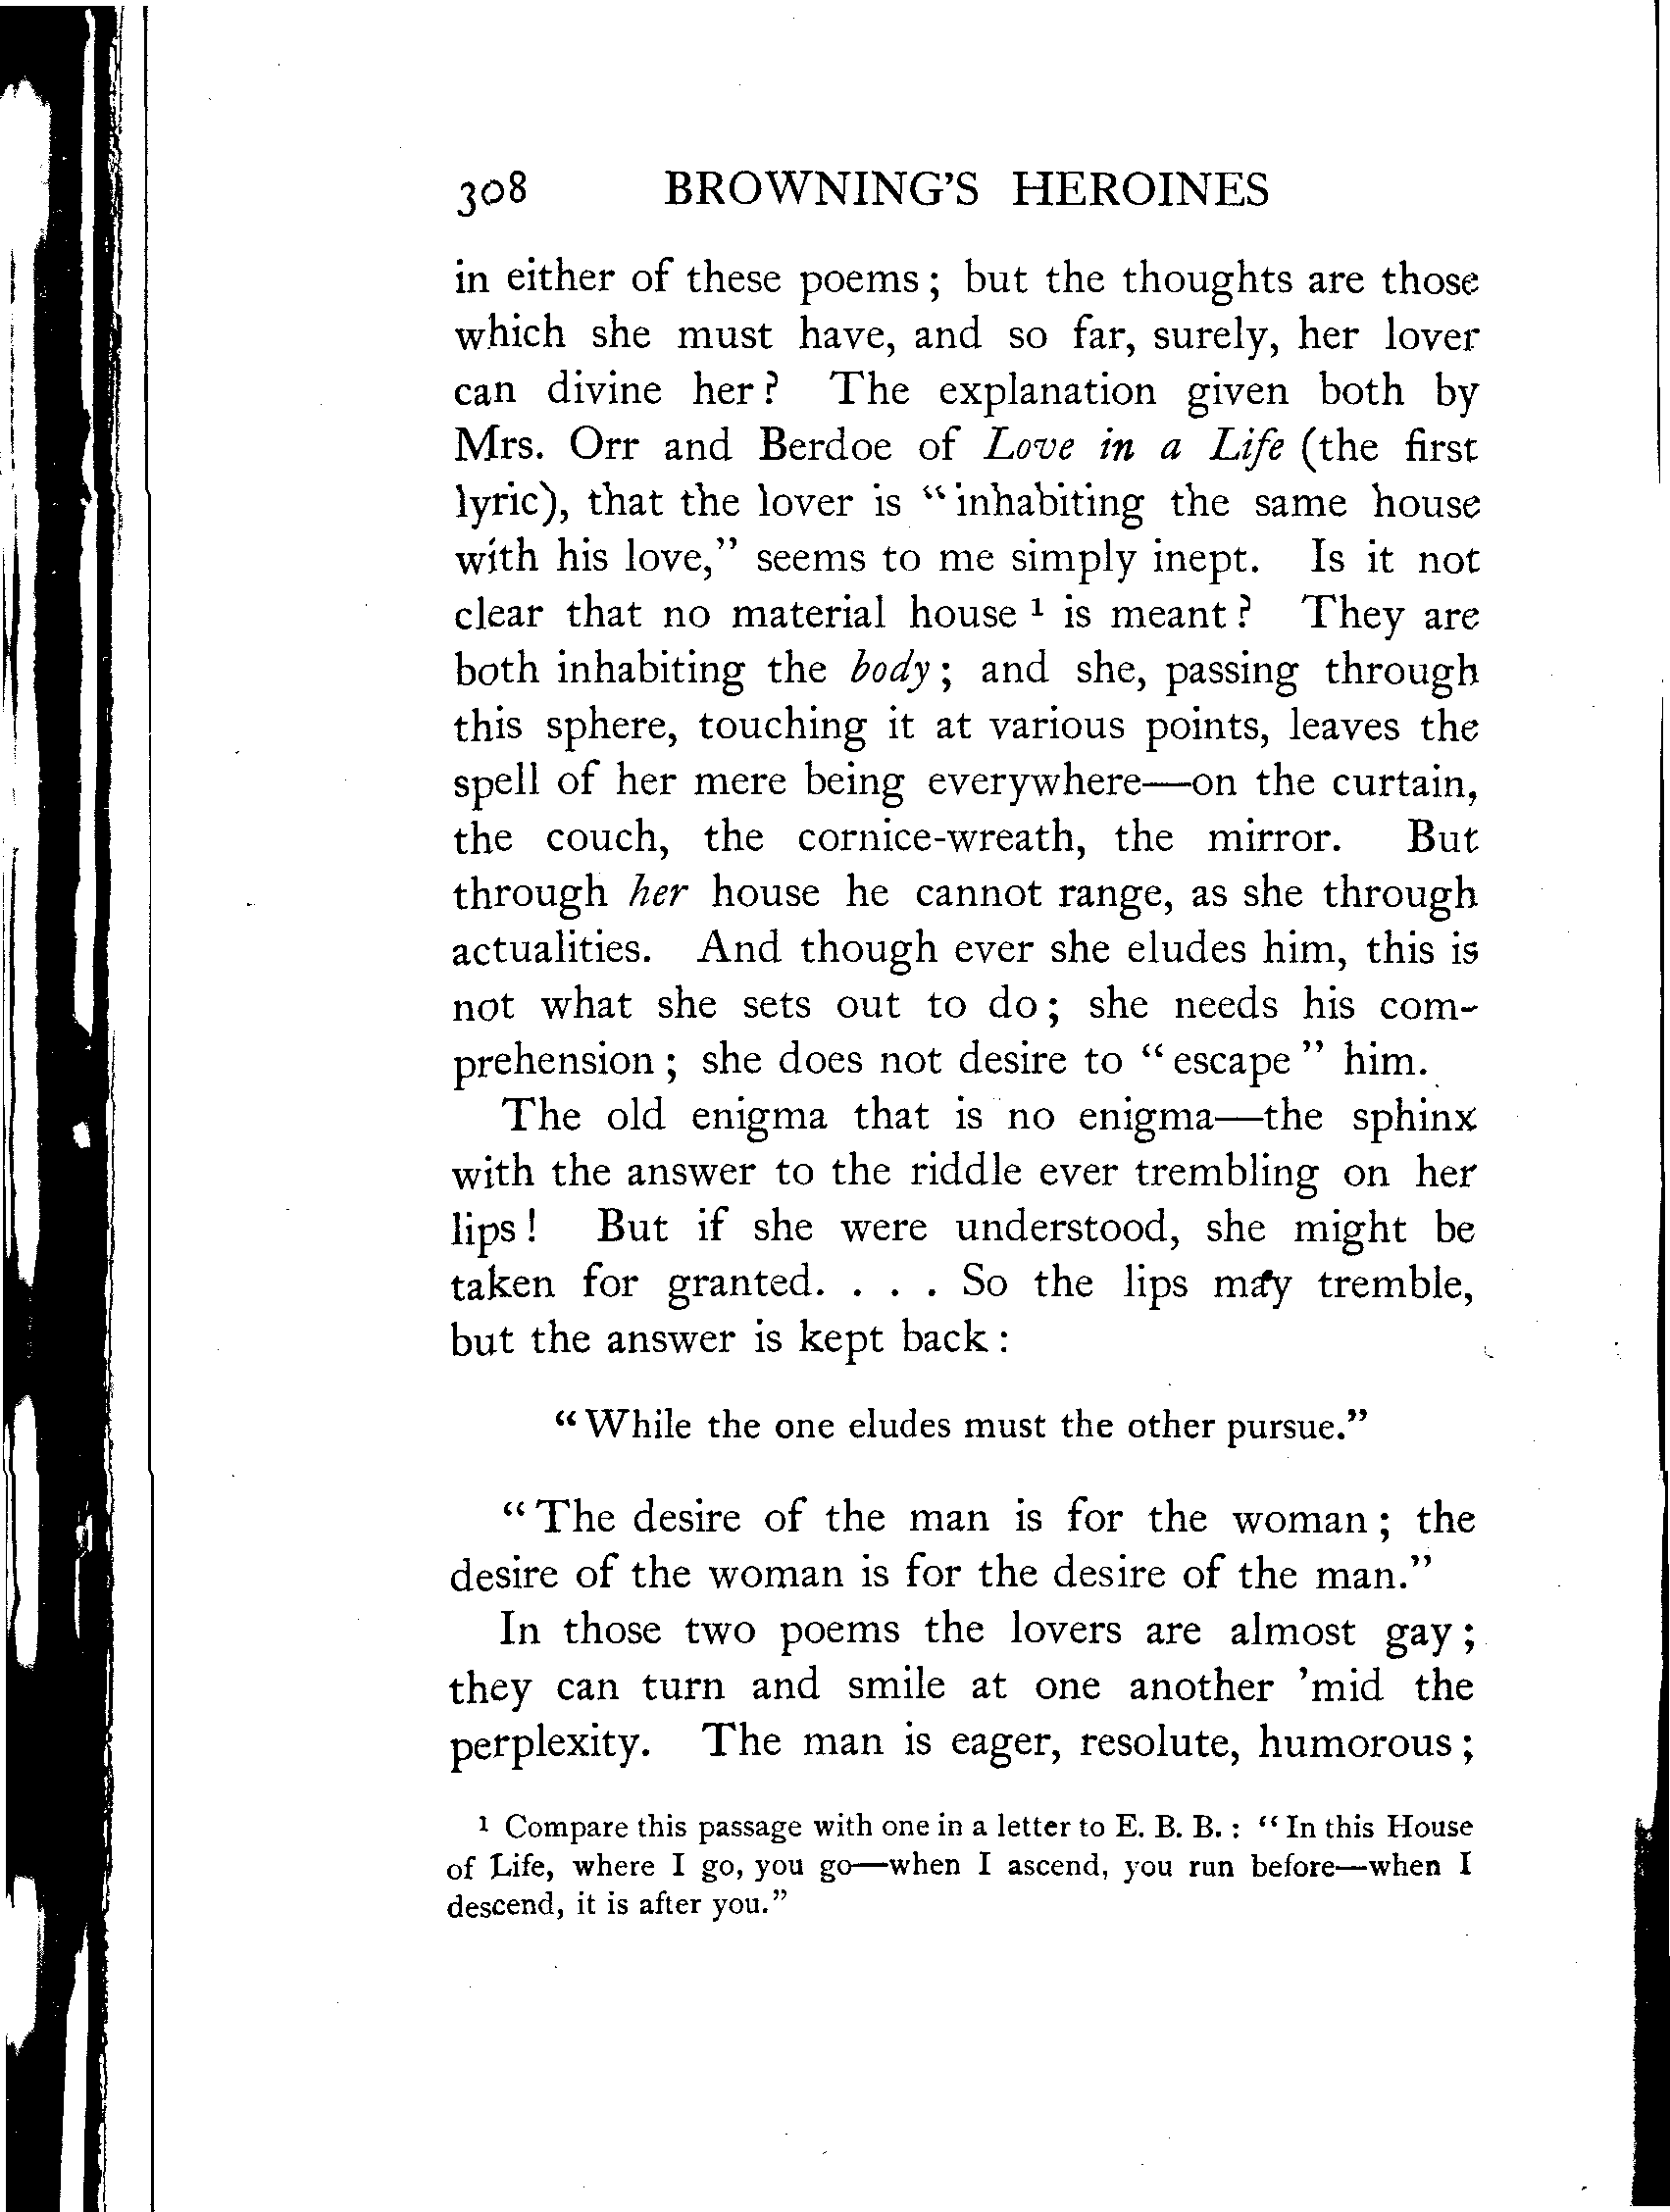 308 BROWNING'S HEROINES
in either of these poems; but the thoughts are those
which she must have, and so far, surely, her lover
can divine her? The explanation given both by
Mrs. Orr and Berdoe of Love in a Life (the first
lyric), that the lover is "inhabiting the same house
with his love," seems to me simply inept. Is it not
clear that no material house ¹ is meant? They are
both inhabiting the body; and she, passing through
this sphere, touching it at various points, leaves the
spell of her mere being everywhere—on the curtain,
the couch, the cornice-wreath, the mirror. But
through her house he cannot range, as she through
actualities. And though ever she eludes him, this is
not what she sets out to do; she needs his com-
prehension; she does not desire to "escape" him.
The old enigma that is no enigma—the sphinx
with the answer to the riddle ever trembling on her
lips! But if she were understood, she might be
taken for granted. . . . So the lips may tremble,
but the answer is kept back:
"While the one eludes must the other pursue."
"The desire of the man is for the woman; the
desire of the woman is for the desire of the man."
In those two poems the lovers are almost gay;
they can turn and smile at one another 'mid the
perplexity. The man is eager, resolute, humorous;
¹ Compare this passage with one in a letter to E. B. B.: "In this House
of Life, where I go, you go—when I ascend, you run before—when I
descend, it is after you."